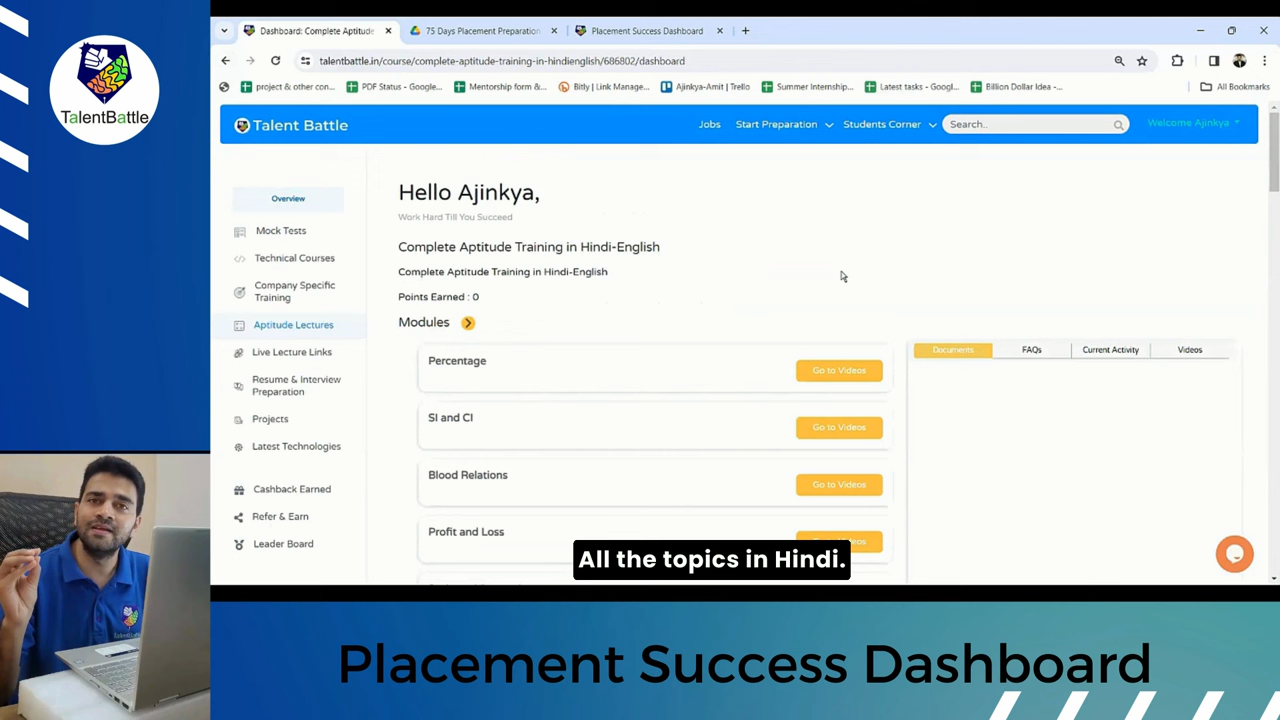 TalentBattle
Dashboard: Complete Aptitude
75 Days Placement Preparation
Placement Success Dashboard
talentbattle.in/course/complete-aptitude-training-in-hindienglish/686802/dashboard
project & other con...
PDF Status - Google...
Mentorship form &...
Bitly | Link Manage...
Ajinkya-Amit | Trello
Summer Internship...
Latest tasks - Googl...
Billion Dollar Idea -...
All Bookmarks
Talent Battle
Jobs
Start Preparation
Students Corner
Search..
Welcome Ajinkya
Overview
Mock Tests
Technical Courses
Company Specific
Training
Aptitude Lectures
Live Lecture Links
Resume & Interview
Preparation
Projects
Latest Technologies
Cashback Earned
Refer & Earn
Leader Board
Hello Ajinkya,
Work Hard Till You Succeed
Complete Aptitude Training in Hindi-English
Complete Aptitude Training in Hindi-English
Points Earned : 0
Modules
Percentage
Go to Videos
SI and CI
Go to Videos
Blood Relations
Go to Videos
Profit and Loss
Documents
FAQs
Current Activity
Videos
All the topics in Hindi.
Placement Success Dashboard